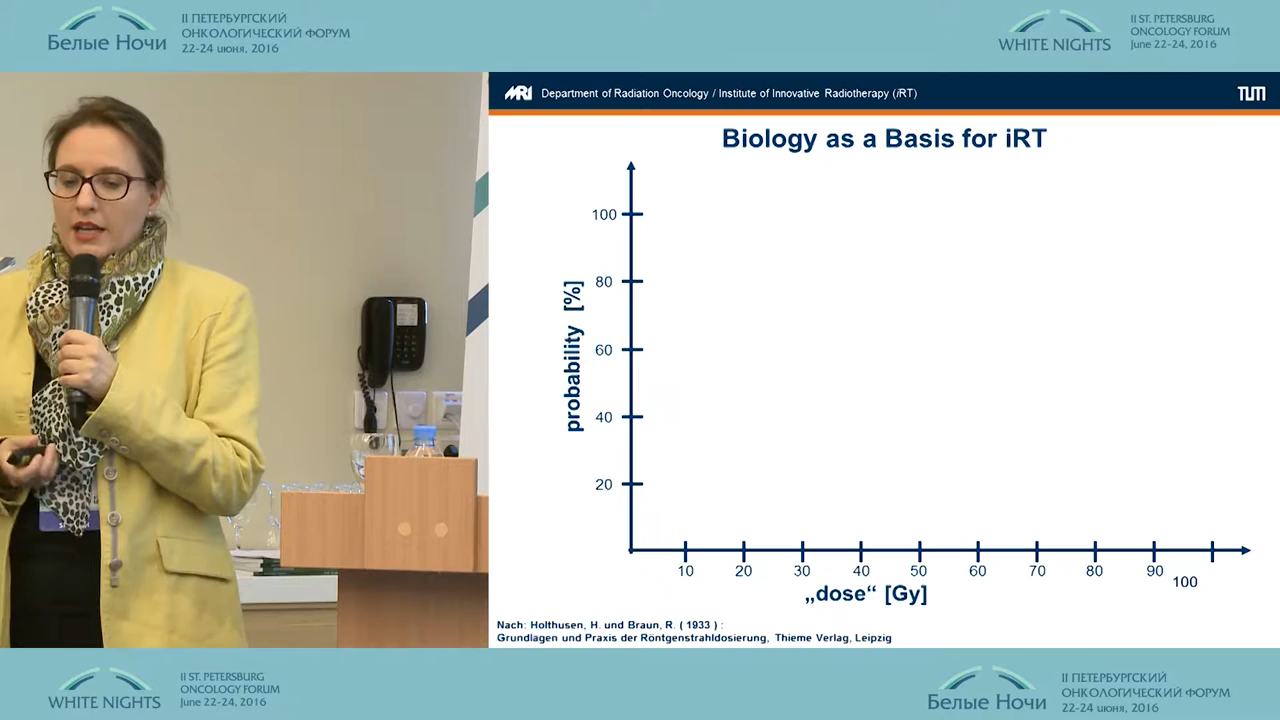 Белые Ночи
II ПЕТЕРБУРГСКИЙ
ОНКОЛОГИЧЕСКИЙ ФОРУМ
22-24 июня, 2016
WHITE NIGHTS
II ST. PETERSBURG
ONCOLOGY FORUM
June 22-24, 2016
MRI Department of Radiation Oncology / Institute of Innovative Radiotherapy (iRT) TUM
Biology as a Basis for iRT
100
80
60
40
20
probability [%]
10 20 30 40 50 60 70 80 90 100
„dose“ [Gy]
Nach: Holthusen, H. und Braun, R. ( 1933 ) :
Grundlagen und Praxis der Röntgenstrahldosierung, Thieme Verlag, Leipzig
WHITE NIGHTS
II ST. PETERSBURG
ONCOLOGY FORUM
June 22-24, 2016
Белые Ночи
II ПЕТЕРБУРГСКИЙ
ОНКОЛОГИЧЕСКИЙ ФОРУМ
22-24 июня, 2016